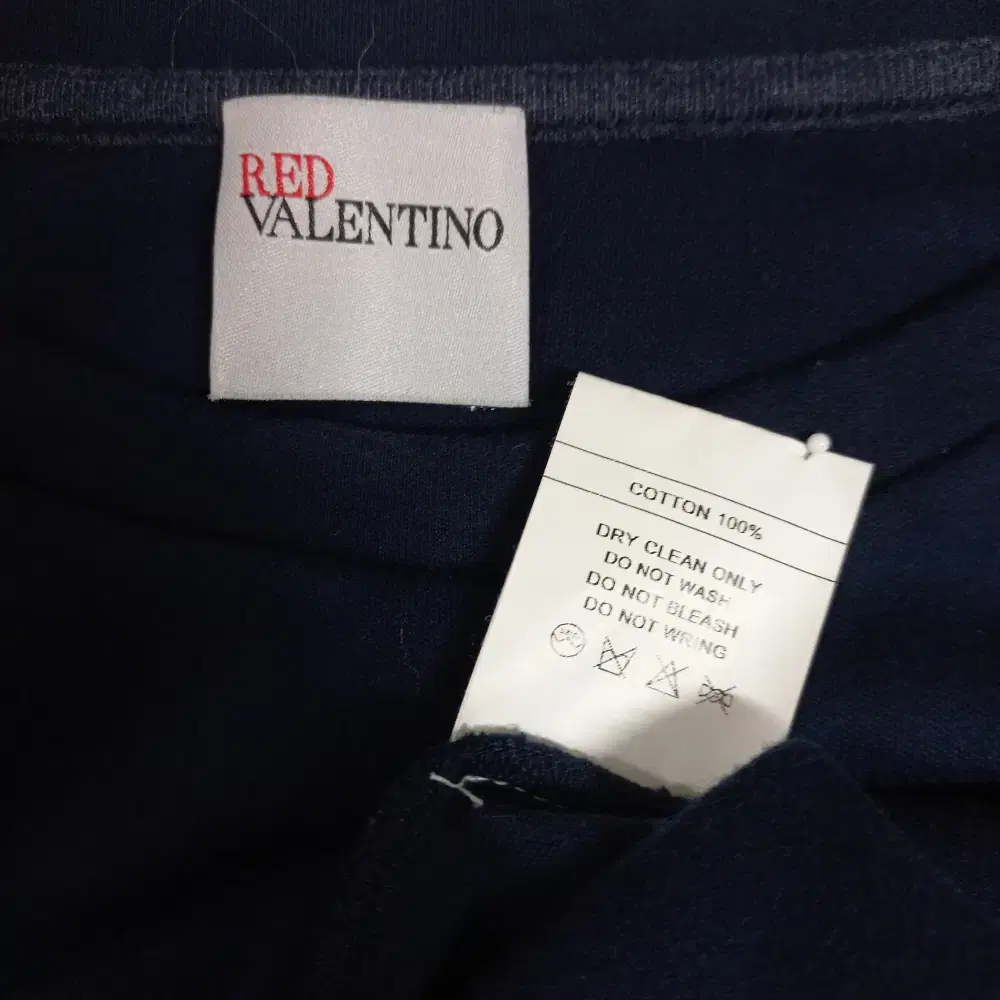 RED
VALENTINO
COTTON 100%
DRY CLEAN ONLY
DO NOT WASH
DO NOT BLEASH
DO NOT WRING